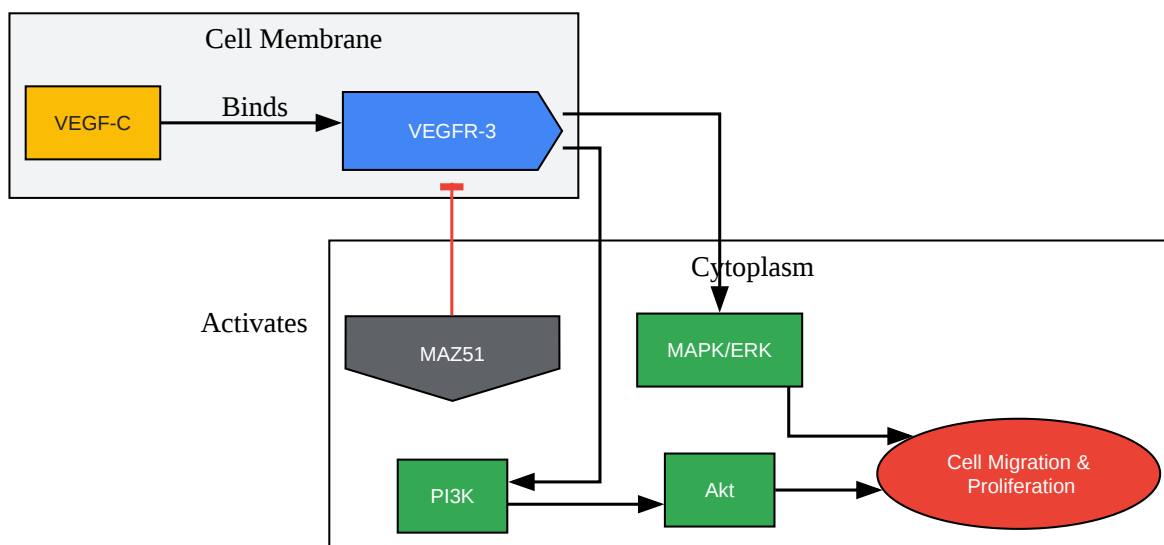 Cell Membrane
VEGF-C
Binds
VEGFR-3
Cytoplasm
Activates
MAZ51
MAPK/ERK
PI3K
Akt
Cell Migration &
Proliferation